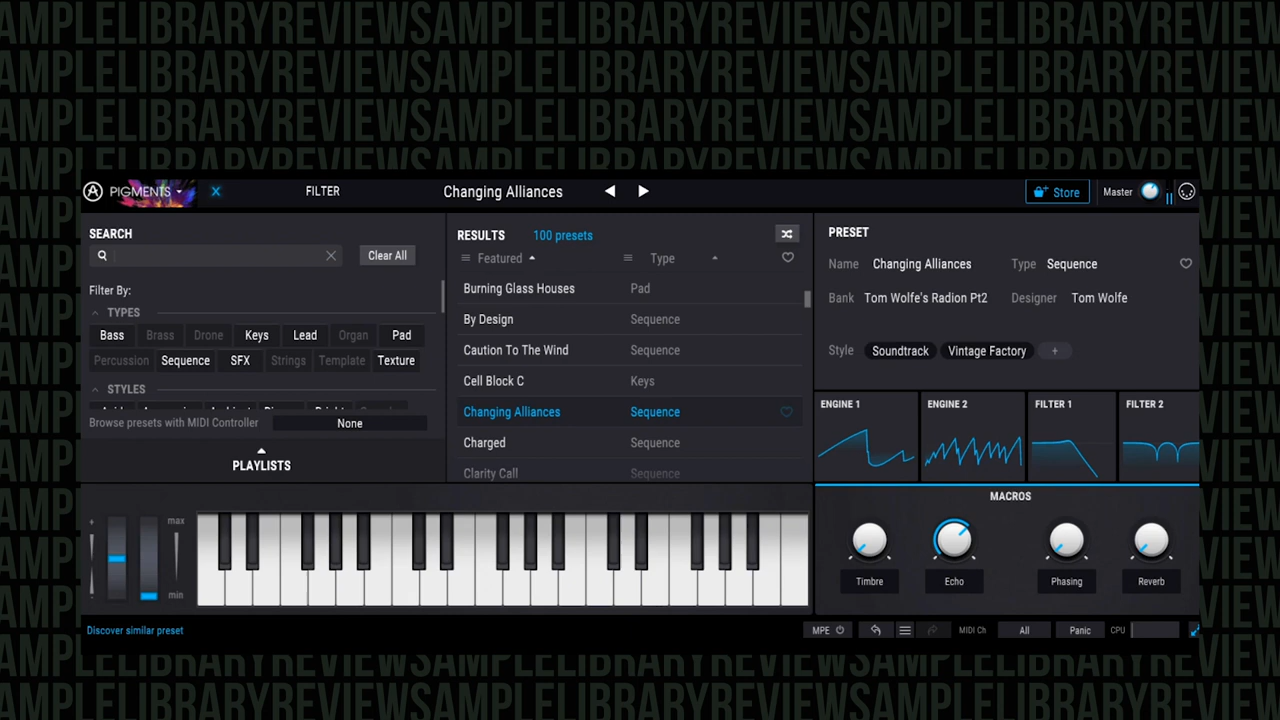 SAMPLELIBRARYREVIEWSAMPLELIBRARYREVIEWSAMPLELIBRARYREVIEW
PIGMENTS
FILTER
Changing Alliances
Store
Master
SEARCH
Clear All
Filter By:
TYPES
Bass Brass Drone Keys Lead Organ Pad
Percussion Sequence SFX Strings Template Texture
STYLES
Browse presets with MIDI Controller
None
PLAYLISTS
RESULTS 100 presets
Featured Type
Burning Glass Houses Pad
By Design Sequence
Caution To The Wind Sequence
Cell Block C Keys
Changing Alliances Sequence
Charged Sequence
Clarity Call Sequence
PRESET
Name Changing Alliances Type Sequence
Bank Tom Wolfe's Radion Pt2 Designer Tom Wolfe
Style Soundtrack Vintage Factory +
ENGINE 1 ENGINE 2 FILTER 1 FILTER 2
MACROS
Timbre Echo Phasing Reverb
+ max
- min
Discover similar preset
MPE MIDI Ch All Panic CPU